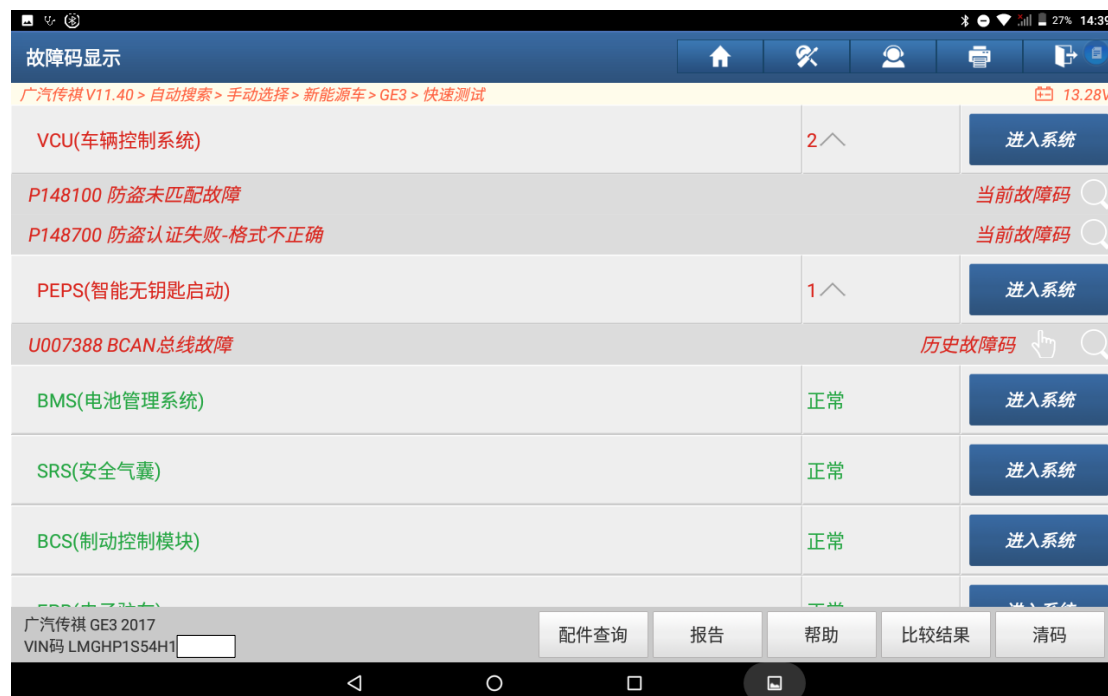 27% 14:39
故障码显示
广汽传祺 V11.40 > 自动搜索 > 手动选择 > 新能源车 > GE3 > 快速测试 13.28V
VCU(车辆控制系统) 2 进入系统
P148100 防盗未匹配故障 当前故障码
P148700 防盗认证失败-格式不正确 当前故障码
PEPS(智能无钥匙启动) 1 进入系统
U007388 BCAN总线故障 历史故障码
BMS(电池管理系统) 正常 进入系统
SRS(安全气囊) 正常 进入系统
BCS(制动控制模块) 正常 进入系统
广汽传祺 GE3 2017
VIN码 LMGHP1S54H1
配件查询 报告 帮助 比较结果 清码